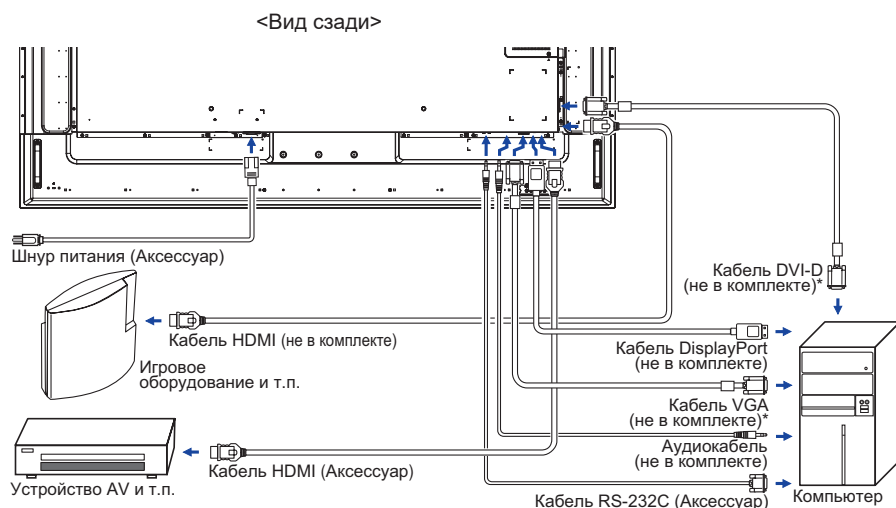 <Вид сзади>
Шнур питания (Аксессуар)
Кабель DVI-D
(не в комплекте)*
Кабель HDMI (не в комплекте)
Кабель DisplayPort
(не в комплекте)
Игровое
оборудование и т.п.
Кабель VGA
(не в комплекте)*
Аудиокабель
(не в комплекте)
Кабель HDMI (Аксессуар)
Устройство AV и т.п.
Кабель RS-232C (Аксессуар)
Компьютер